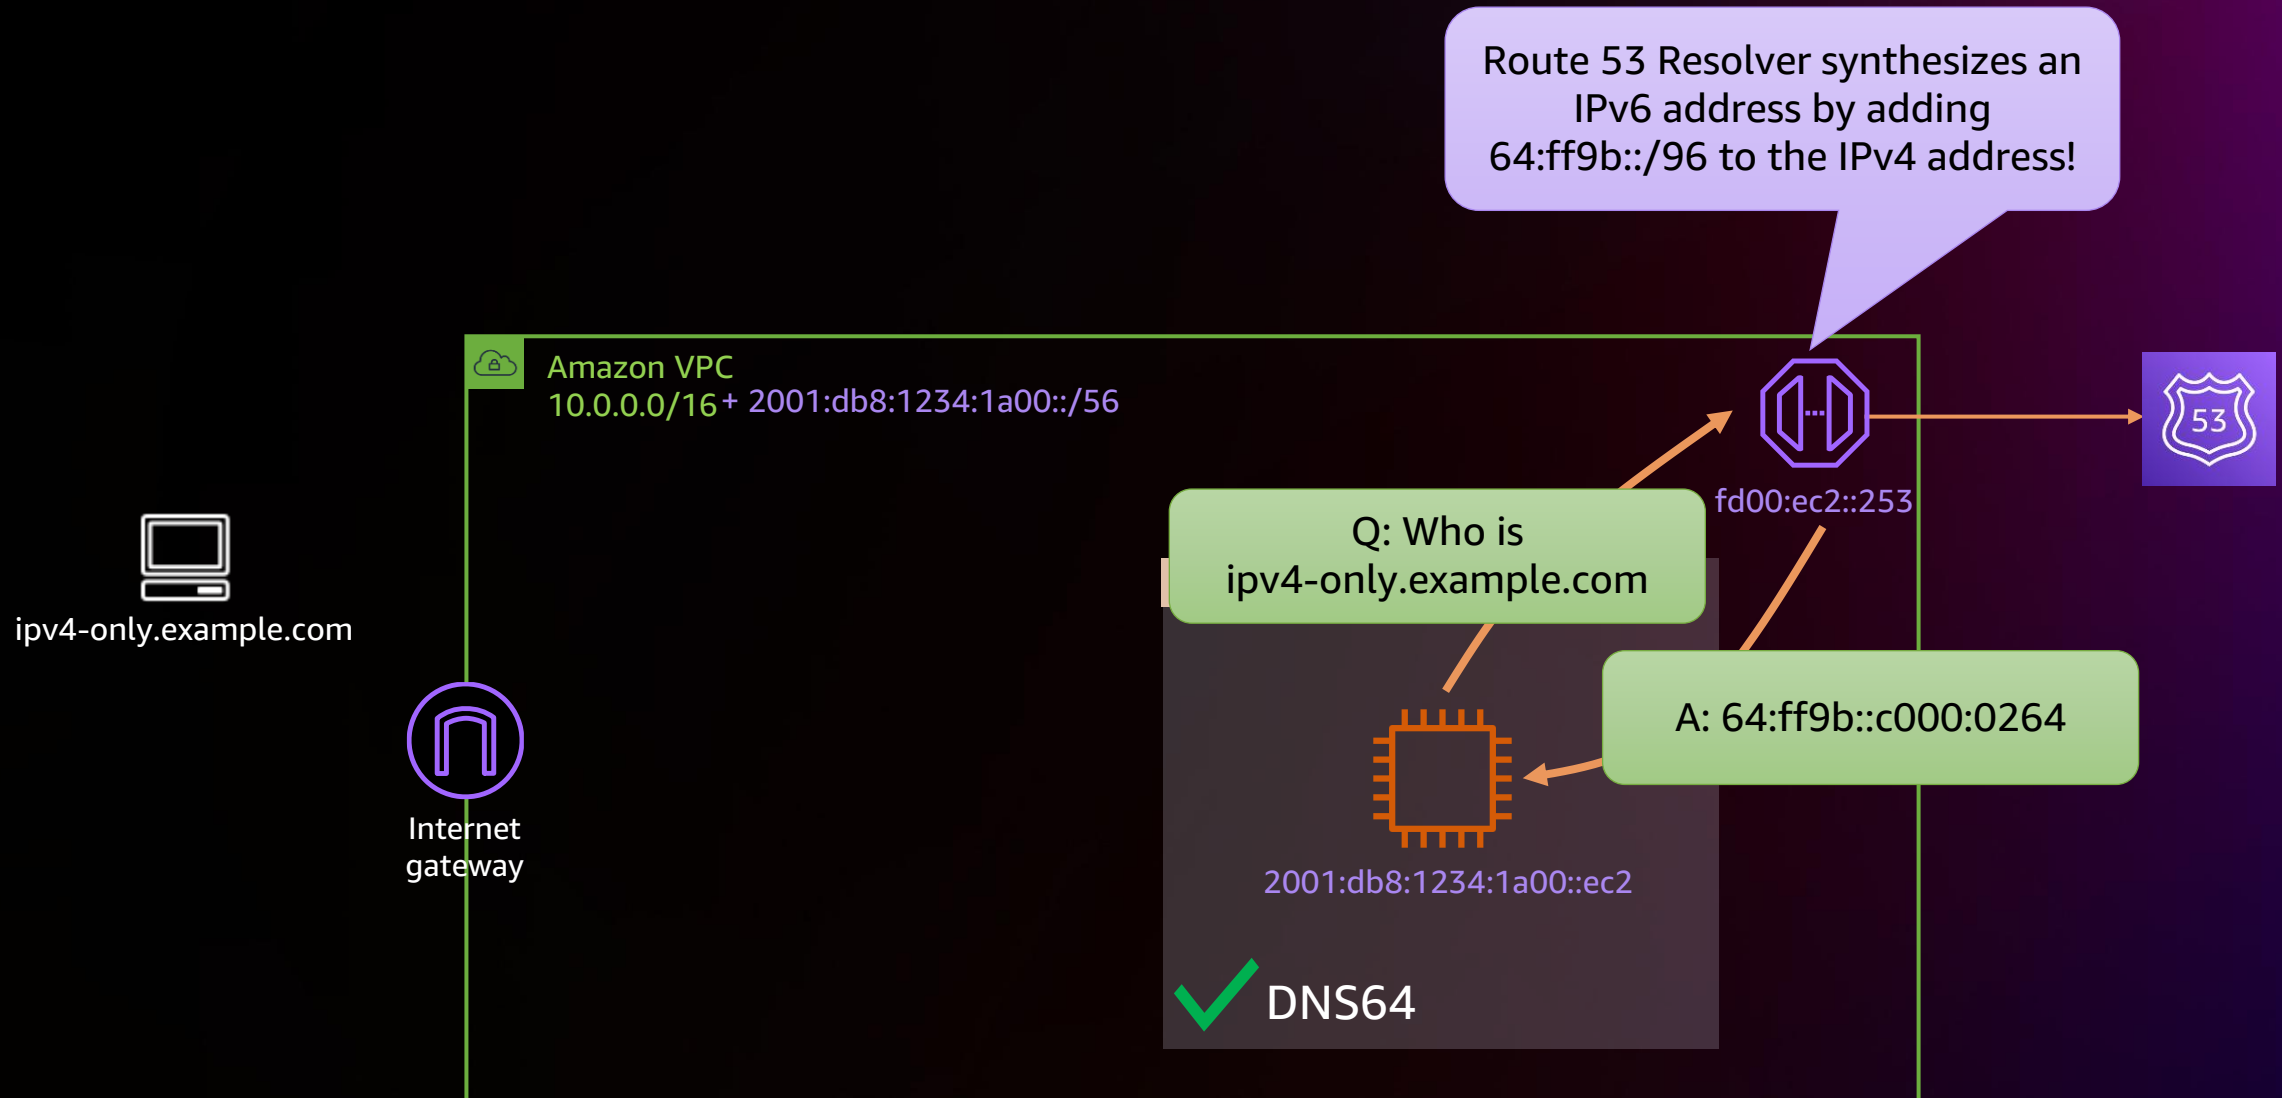 Route 53 Resolver synthesizes an
IPv6 address by adding
64:ff9b::/96 to the IPv4 address!
Amazon VPC
10.0.0.0/16 + 2001:db8:1234:1a00::/56
53
fd00:ec2::253
Q: Who is
ipv4-only.example.com
ipv4-only.example.com
A: 64:ff9b::c000:0264
Internet
gateway
2001:db8:1234:1a00::ec2
DNS64